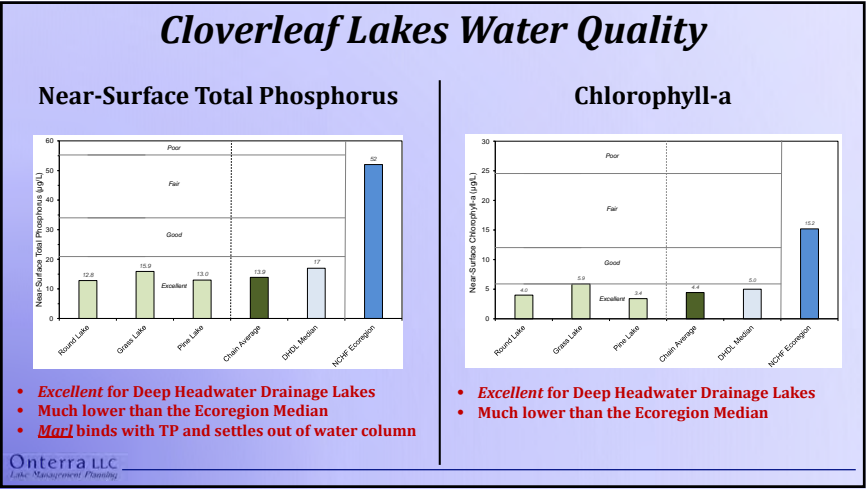 Cloverleaf Lakes Water Quality
Near-Surface Total Phosphorus
Near-Surface Total Phosphorus (µg/L)
60
50
40
30
20
10
0
Poor
Fair
Good
Excellent
12.8
15.9
13.0
13.9
17
52
Round Lake
Grass Lake
Pine Lake
Chain Average
DHDL Median
NCHF Ecoregion
• Excellent for Deep Headwater Drainage Lakes
• Much lower than the Ecoregion Median
• Marl binds with TP and settles out of water column
Chlorophyll-a
Near-Surface Chlorophyll-a (µg/L)
30
25
20
15
10
5
0
Poor
Fair
Good
Excellent
4.0
5.9
3.4
4.4
5.0
15.2
Round Lake
Grass Lake
Pine Lake
Chain Average
DHDL Median
NCHF Ecoregion
• Excellent for Deep Headwater Drainage Lakes
• Much lower than the Ecoregion Median
Onterra LLC
Lake Management Planning